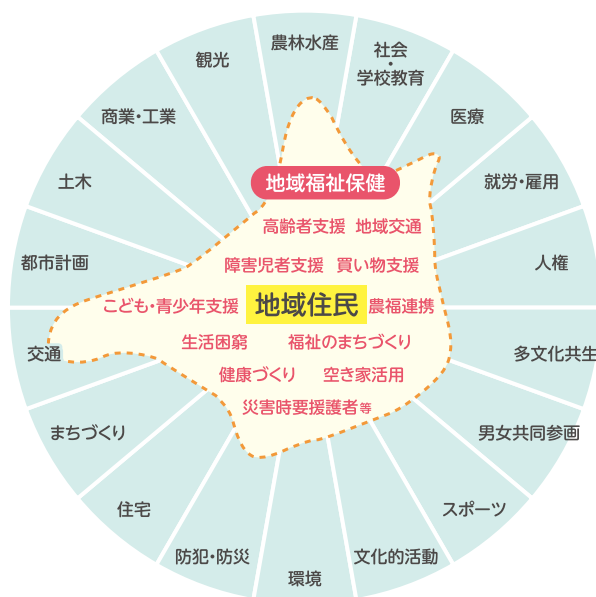 農林水産
社会
・
学校教育
観光
医療
商業・工業
就労・雇用
土木
地域福祉保健
高齢者支援 地域交通
都市計画
障害児者支援 買い物支援
人権
こども・青少年支援
地域住民
農福連携
生活困窮 福祉のまちづくり
交通
多文化共生
健康づくり 空き家活用
災害時要援護者等
まちづくり
男女共同参画
住宅
スポーツ
防犯・防災
文化的活動
環境